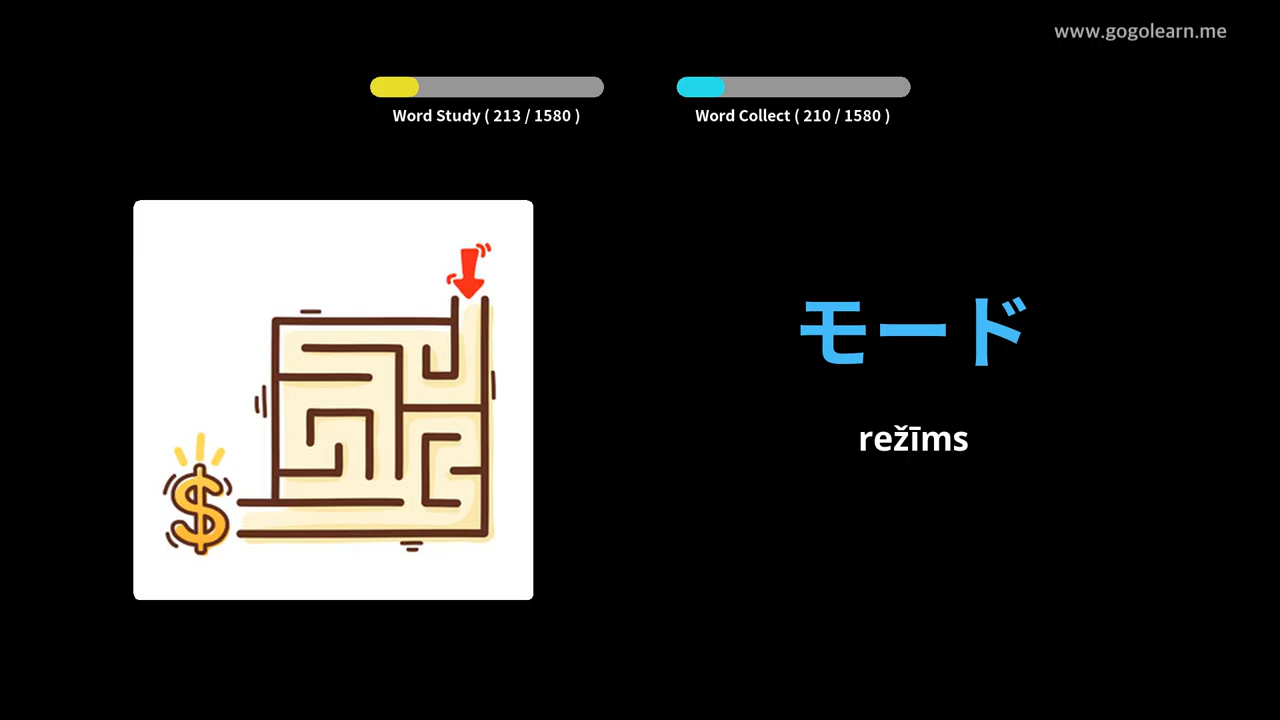 www.gogolearn.me
Word Study ( 213 / 1580 )
Word Collect ( 210 / 1580 )
モード
režīms
$